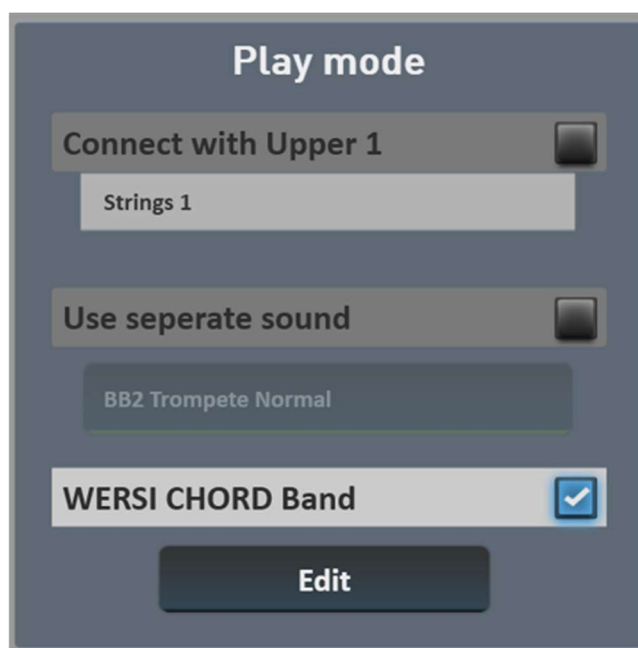 Play mode
Connect with Upper 1
Strings 1
Use seperate sound
BB2 Trompete Normal
WERSI CHORD Band
Edit